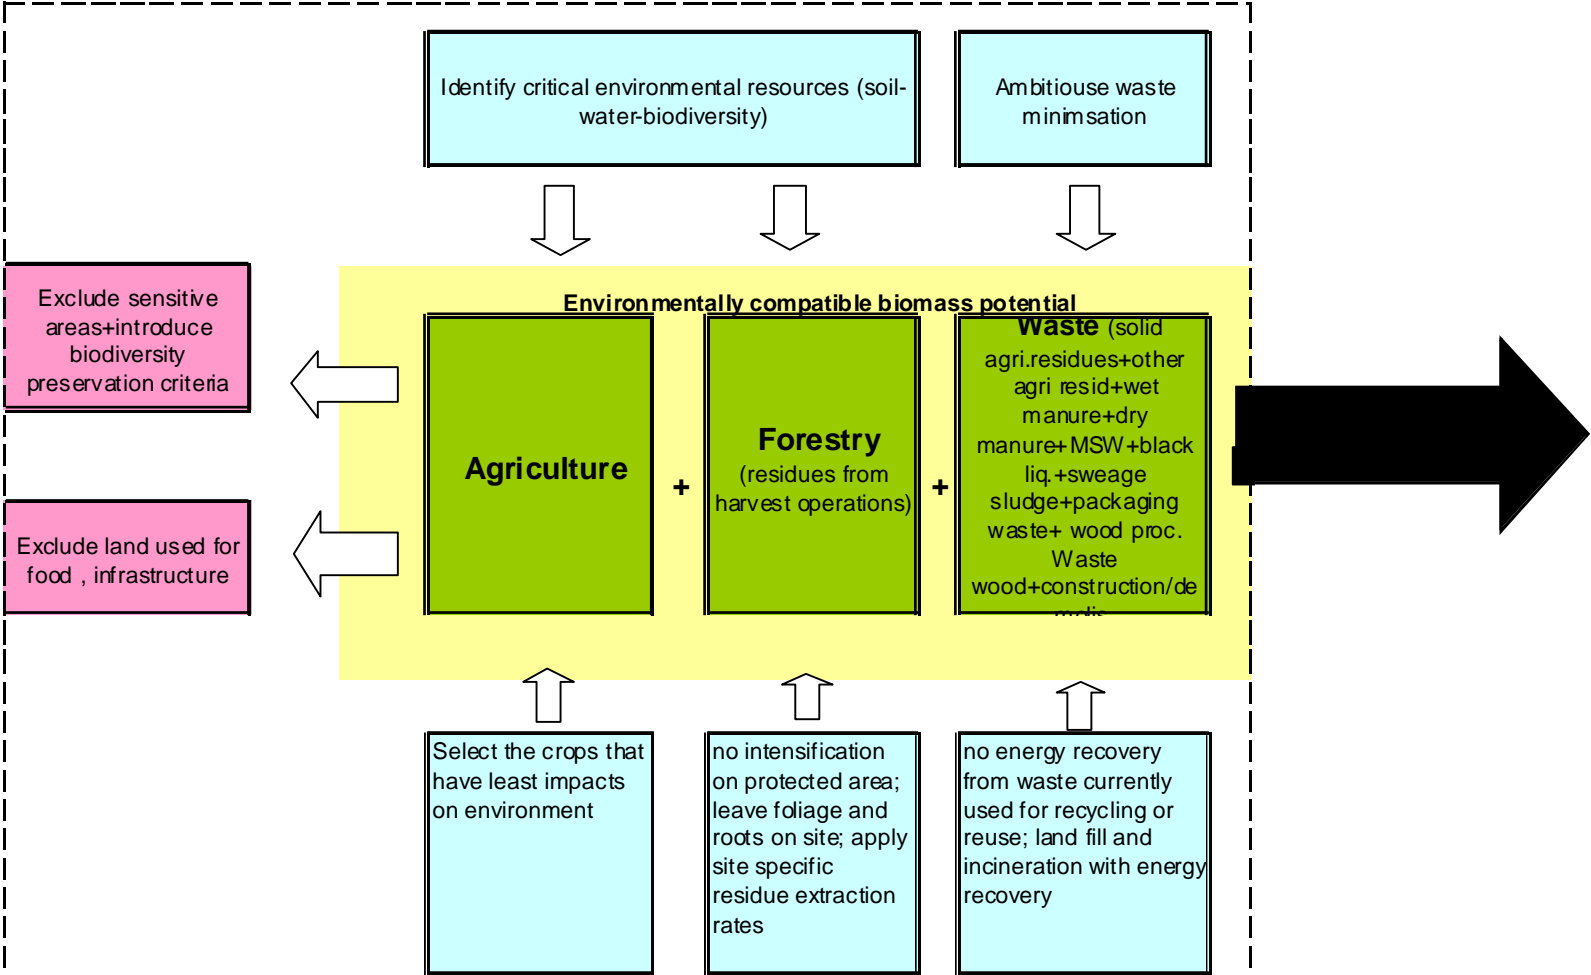 Identify critical environmental resources (soil-
water-biodiversity)
Ambitiouse waste
minimsation
Exclude sensitive
areas+introduce
biodiversity
preservation criteria
Exclude land used for
food , infrastructure
Environmentally compatible biomass potential
Agriculture
+
Forestry
(residues from
harvest operations)
+
Waste (solid
agri.residues+other
agri resid+wet
manure+dry
manure+MSW+black
liq.+sweage
sludge+packaging
waste+ wood proc.
Waste
wood+construction/de
Select the crops that
have least impacts
on environment
no intensification
on protected area;
leave foliage and
roots on site; apply
site specific
residue extraction
rates
no energy recovery
from waste currently
used for recycling or
reuse; land fill and
incineration with energy
recovery